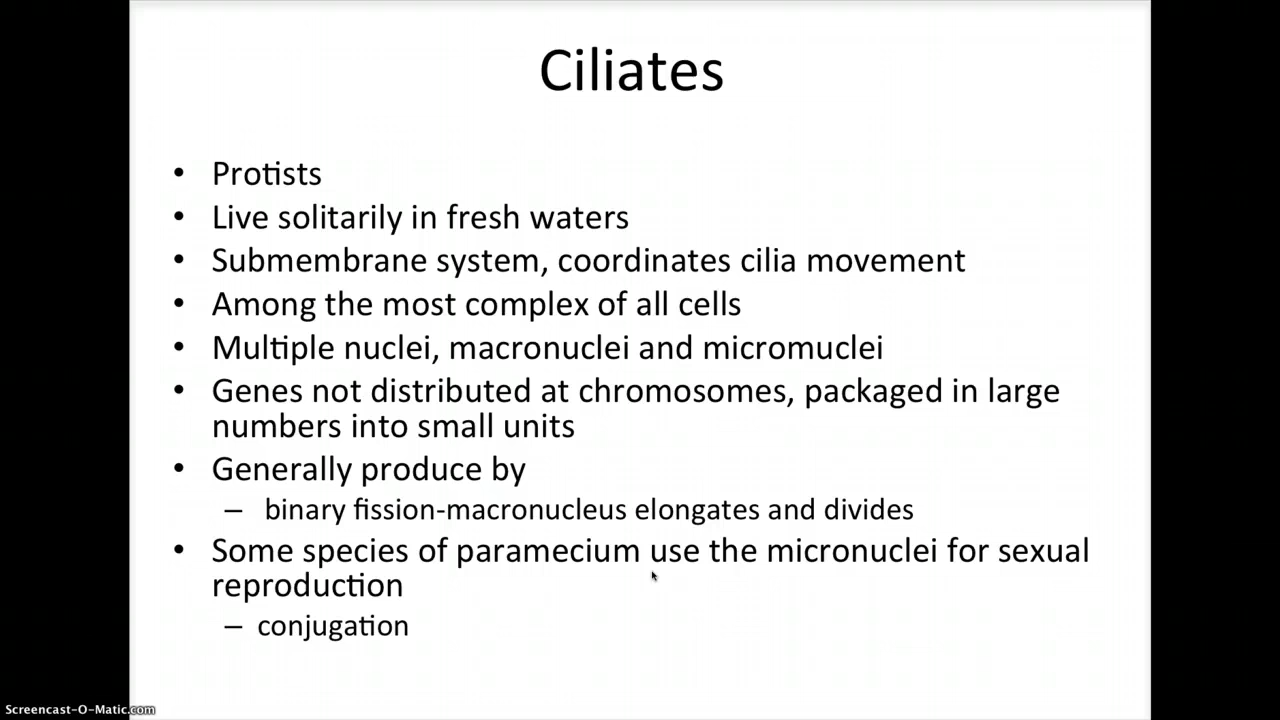 Ciliates
• Protists
• Live solitarily in fresh waters
• Submembrane system, coordinates cilia movement
• Among the most complex of all cells
• Multiple nuclei, macronuclei and micromuclei
• Genes not distributed at chromosomes, packaged in large
numbers into small units
• Generally produce by
– binary fission-macronucleus elongates and divides
• Some species of paramecium use the micronuclei for sexual
reproduction
– conjugation
Screencast-O-Matic.com